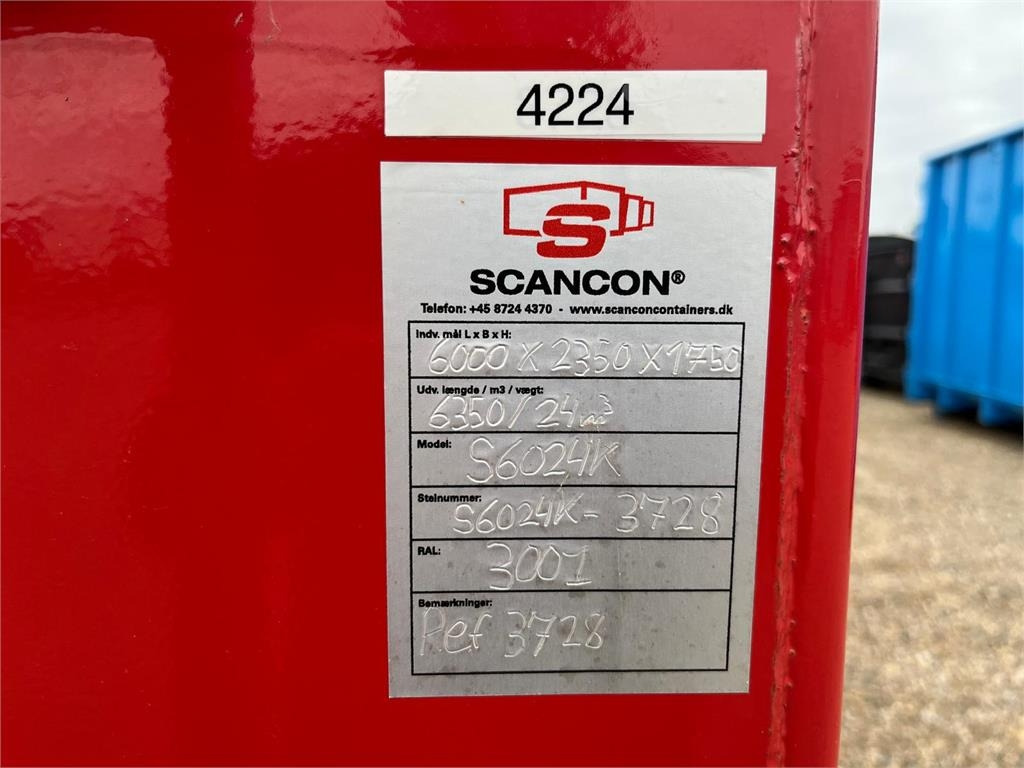 4224
S
SCANCON®
Telefon: +45 8724 4370 - www.scanconcontainers.dk
Indv. mål L x B x H:
6000 X 2350 X 1750
Udv. længde / m3 / vægt:
6350 / 24m³
Model:
S6024K
Stelnummer:
S6024K- 3728
RAL:
3001
Bemærkninger:
Ref 3728